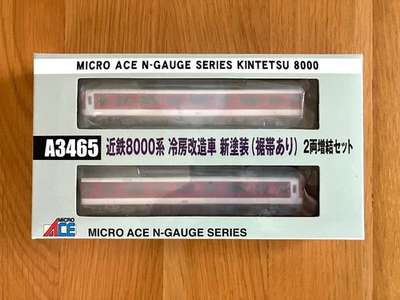 MICRO ACE N-GAUGE SERIES KINTETSU 8000
A3465 近鉄8000系 冷房改造車 新塗装(裾帯あり) 2両増結セット
MICRO ACE MICRO ACE N-GAUGE SERIES